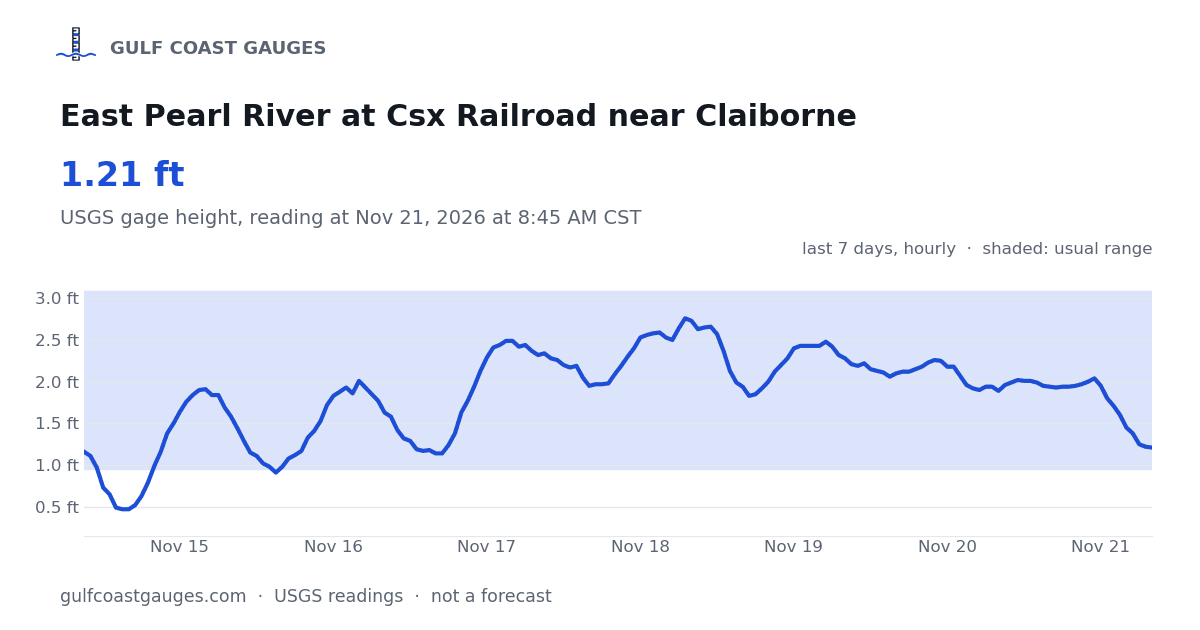 GULF COAST GAUGES
East Pearl River at Csx Railroad near Claiborne
1.21 ft
USGS gage height, reading at Nov 21, 2026 at 8:45 AM CST
last 7 days, hourly · shaded: usual range
3.0 ft
2.5 ft
2.0 ft
1.5 ft
1.0 ft
0.5 ft
Nov 15 Nov 16 Nov 17 Nov 18 Nov 19 Nov 20 Nov 21
gulfcoastgauges.com · USGS readings · not a forecast